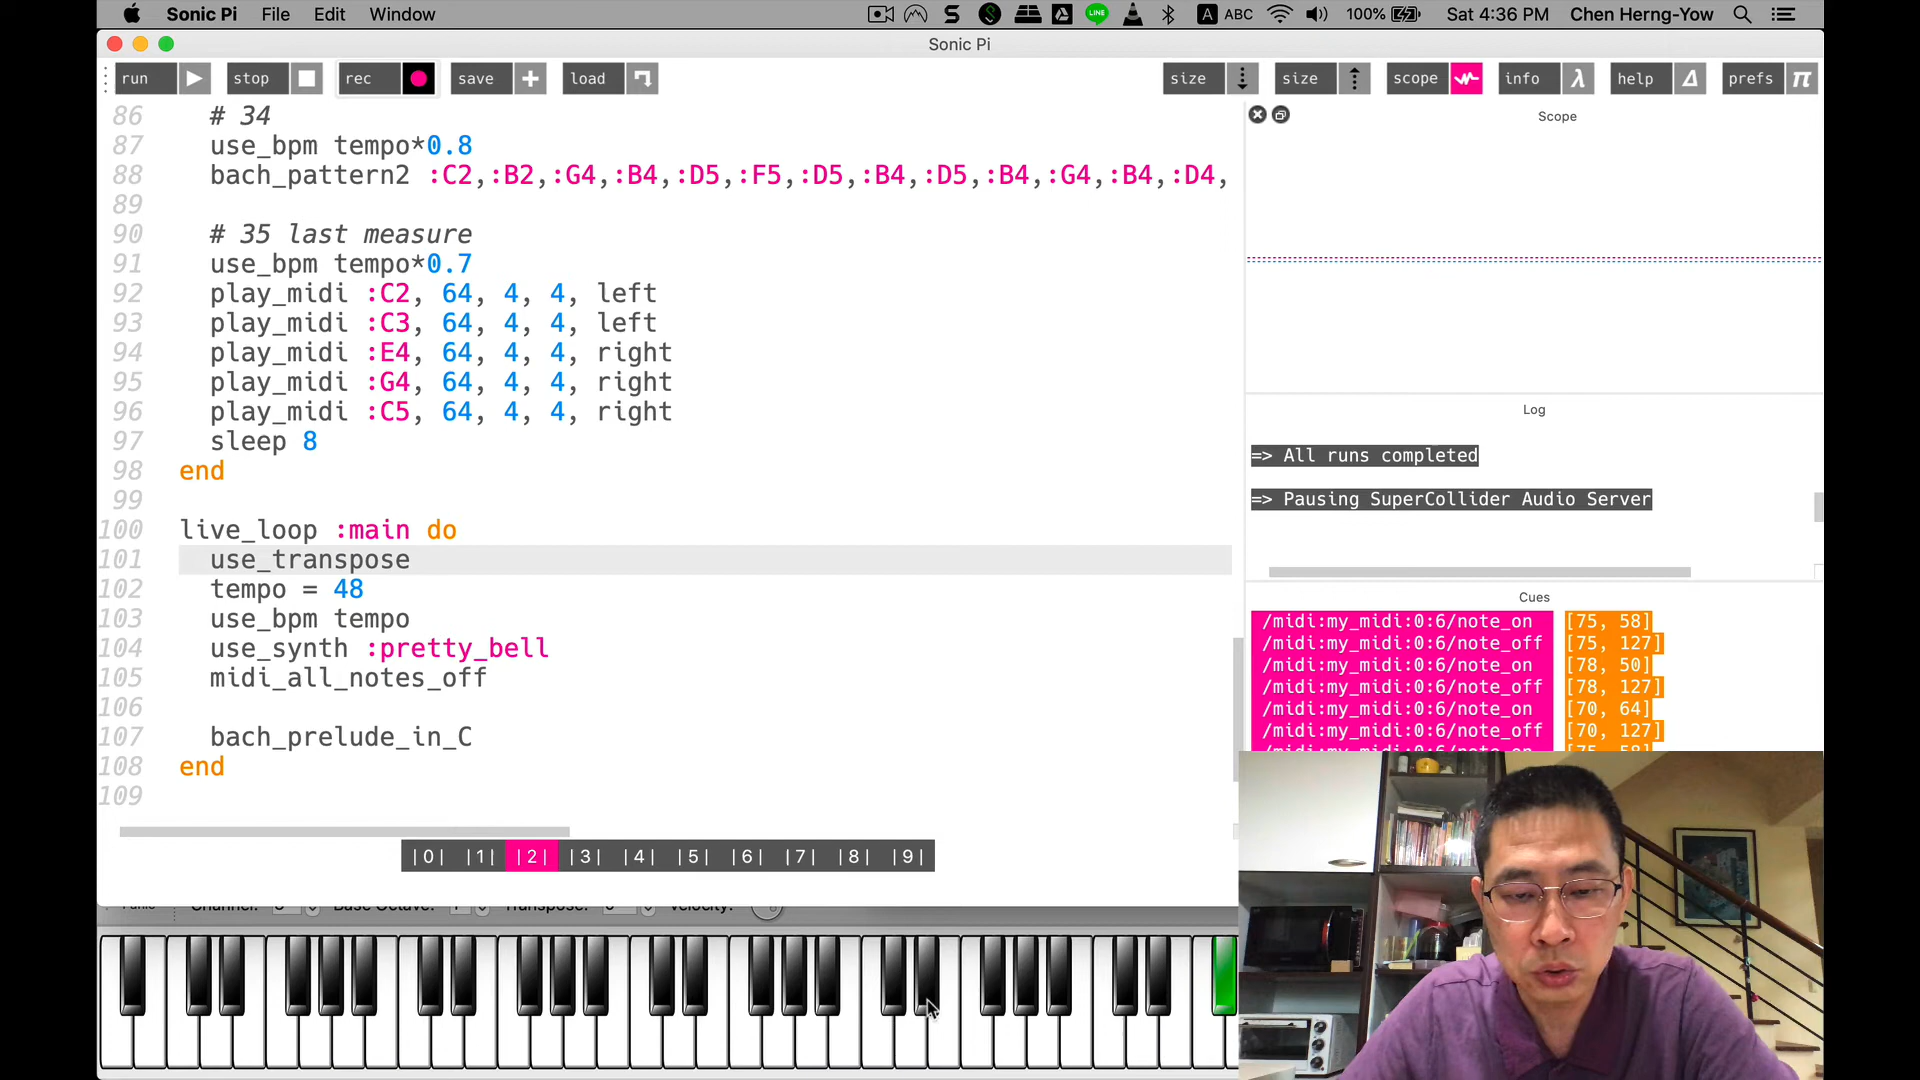 Sonic Pi File Edit Window ABC 100% Sat 4:36 PM Chen Herng-Yow
Sonic Pi
run stop rec save load size size scope info help prefs
86 # 34
87 use_bpm tempo*0.8
88 bach_pattern2 :C2,:B2,:G4,:B4,:D5,:F5,:D5,:B4,:D5,:B4,:G4,:B4,:D4,
89
90 # 35 last measure
91 use_bpm tempo*0.7
92 play_midi :C2, 64, 4, 4, left
93 play_midi :C3, 64, 4, 4, left
94 play_midi :E4, 64, 4, 4, right
95 play_midi :G4, 64, 4, 4, right
96 play_midi :C5, 64, 4, 4, right
97 sleep 8
98 end
99
100 live_loop :main do
101 use_transpose
102 tempo = 48
103 use_bpm tempo
104 use_synth :pretty_bell
105 midi_all_notes_off
106
107 bach_prelude_in_C
108 end
109
|0| |1| |2| |3| |4| |5| |6| |7| |8| |9|
Scope
Log
=> All runs completed
=> Pausing SuperCollider Audio Server
Cues
/midi:my_midi:0:6/note_on [75, 58]
/midi:my_midi:0:6/note_off [75, 127]
/midi:my_midi:0:6/note_on [78, 50]
/midi:my_midi:0:6/note_off [78, 127]
/midi:my_midi:0:6/note_on [70, 64]
/midi:my_midi:0:6/note_off [70, 127]
Channel: Base Octave: Transpose: Velocity: